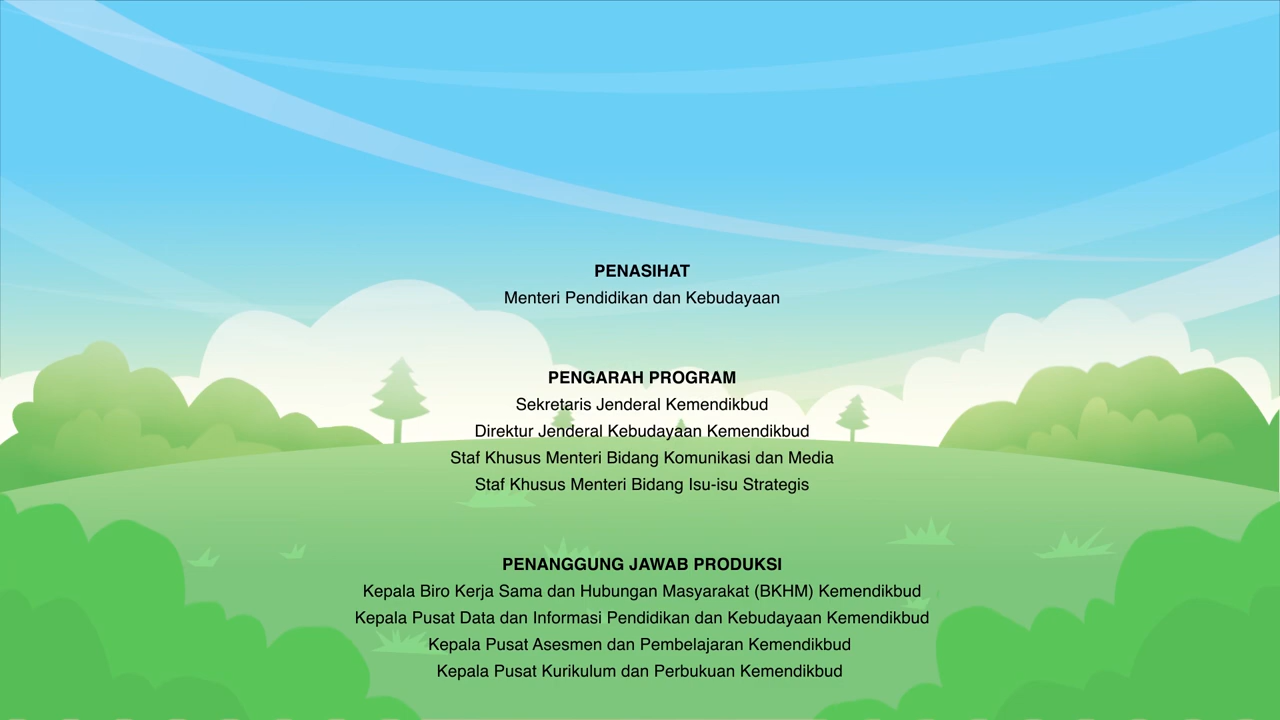 PENASIHAT
Menteri Pendidikan dan Kebudayaan
PENGARAH PROGRAM
Sekretaris Jenderal Kemendikbud
Direktur Jenderal Kebudayaan Kemendikbud
Staf Khusus Menteri Bidang Komunikasi dan Media
Staf Khusus Menteri Bidang Isu-isu Strategis
PENANGGUNG JAWAB PRODUKSI
Kepala Biro Kerja Sama dan Hubungan Masyarakat (BKHM) Kemendikbud
Kepala Pusat Data dan Informasi Pendidikan dan Kebudayaan Kemendikbud
Kepala Pusat Asesmen dan Pembelajaran Kemendikbud
Kepala Pusat Kurikulum dan Perbukuan Kemendikbud